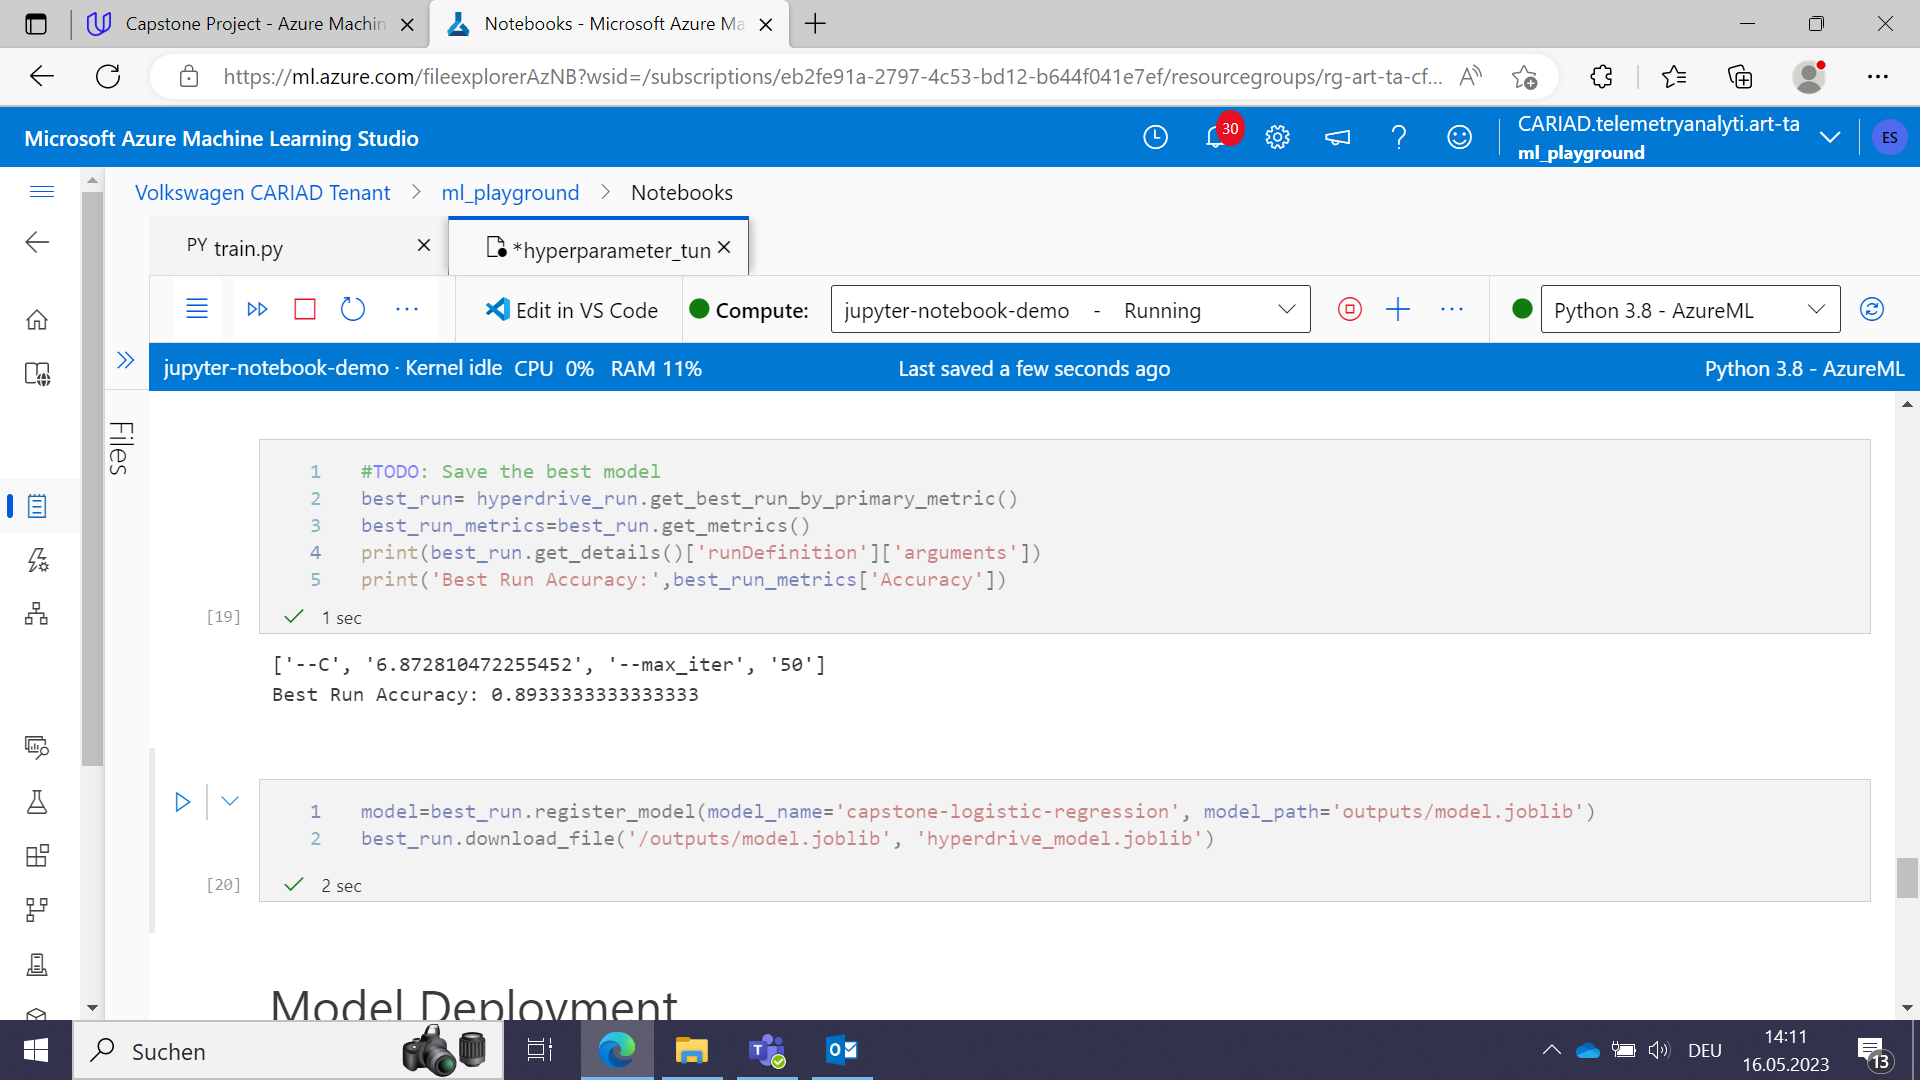 Capstone Project - Azure Machin
Notebooks - Microsoft Azure Ma
https://ml.azure.com/fileexplorerAzNB?wsid=/subscriptions/eb2fe91a-2797-4c53-bd12-b644f041e7ef/resourcegroups/rg-art-ta-cf...
Microsoft Azure Machine Learning Studio
30
CARIAD.telemetryanalyti.art-ta
ml_playground
ES
Volkswagen CARIAD Tenant > ml_playground > Notebooks
PY train.py
*hyperparameter_tun
Edit in VS Code
Compute:
jupyter-notebook-demo - Running
Python 3.8 - AzureML
jupyter-notebook-demo · Kernel idle CPU 0% RAM 11%
Last saved a few seconds ago
Python 3.8 - AzureML
Files
1 #TODO: Save the best model
2 best_run= hyperdrive_run.get_best_run_by_primary_metric()
3 best_run_metrics=best_run.get_metrics()
4 print(best_run.get_details()['runDefinition']['arguments'])
5 print('Best Run Accuracy:',best_run_metrics['Accuracy'])
[19]
1 sec
['--C', '6.872810472255452', '--max_iter', '50']
Best Run Accuracy: 0.8933333333333333
1 model=best_run.register_model(model_name='capstone-logistic-regression', model_path='outputs/model.joblib')
2 best_run.download_file('/outputs/model.joblib', 'hyperdrive_model.joblib')
[20]
2 sec
Model Deployment
Suchen
DEU
14:11
16.05.2023
13